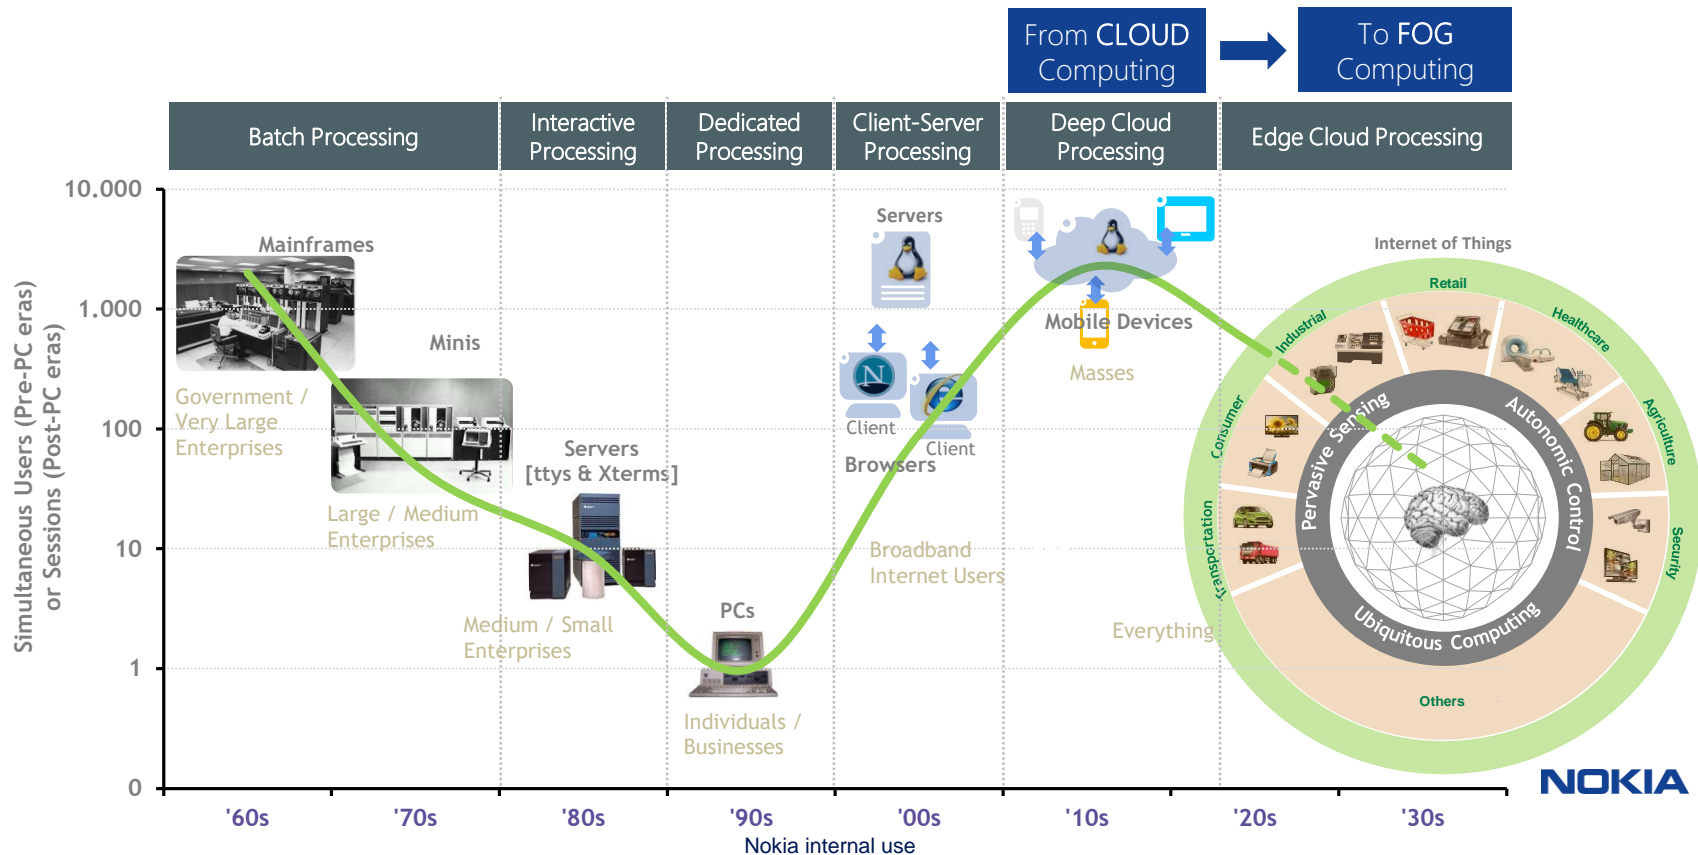 From CLOUD
Computing
To FOG
Computing
Batch Processing
Interactive
Processing
Dedicated
Processing
Client-Server
Processing
Deep Cloud
Processing
Edge Cloud Processing
Simultaneous Users (Pre-PC eras)
or Sessions (Post-PC eras)
10.000
1.000
100
10
1
0
Mainframes
Government /
Very Large
Enterprises
Minis
Large / Medium
Enterprises
Servers
[ttys & Xterms]
Medium / Small
Enterprises
PCs
Individuals /
Businesses
Servers
N
Client
Client
Browsers
Broadband
Internet Users
Mobile Devices
Masses
Everything
Internet of Things
Retail
Industrial
Healthcare
Consumer
Agriculture
Transportation
Security
Others
Pervasive Sensing
Autonomic Control
Ubiquitous Computing
NOKIA
'60s
'70s
'80s
'90s
'00s
'10s
'20s
'30s
Nokia internal use